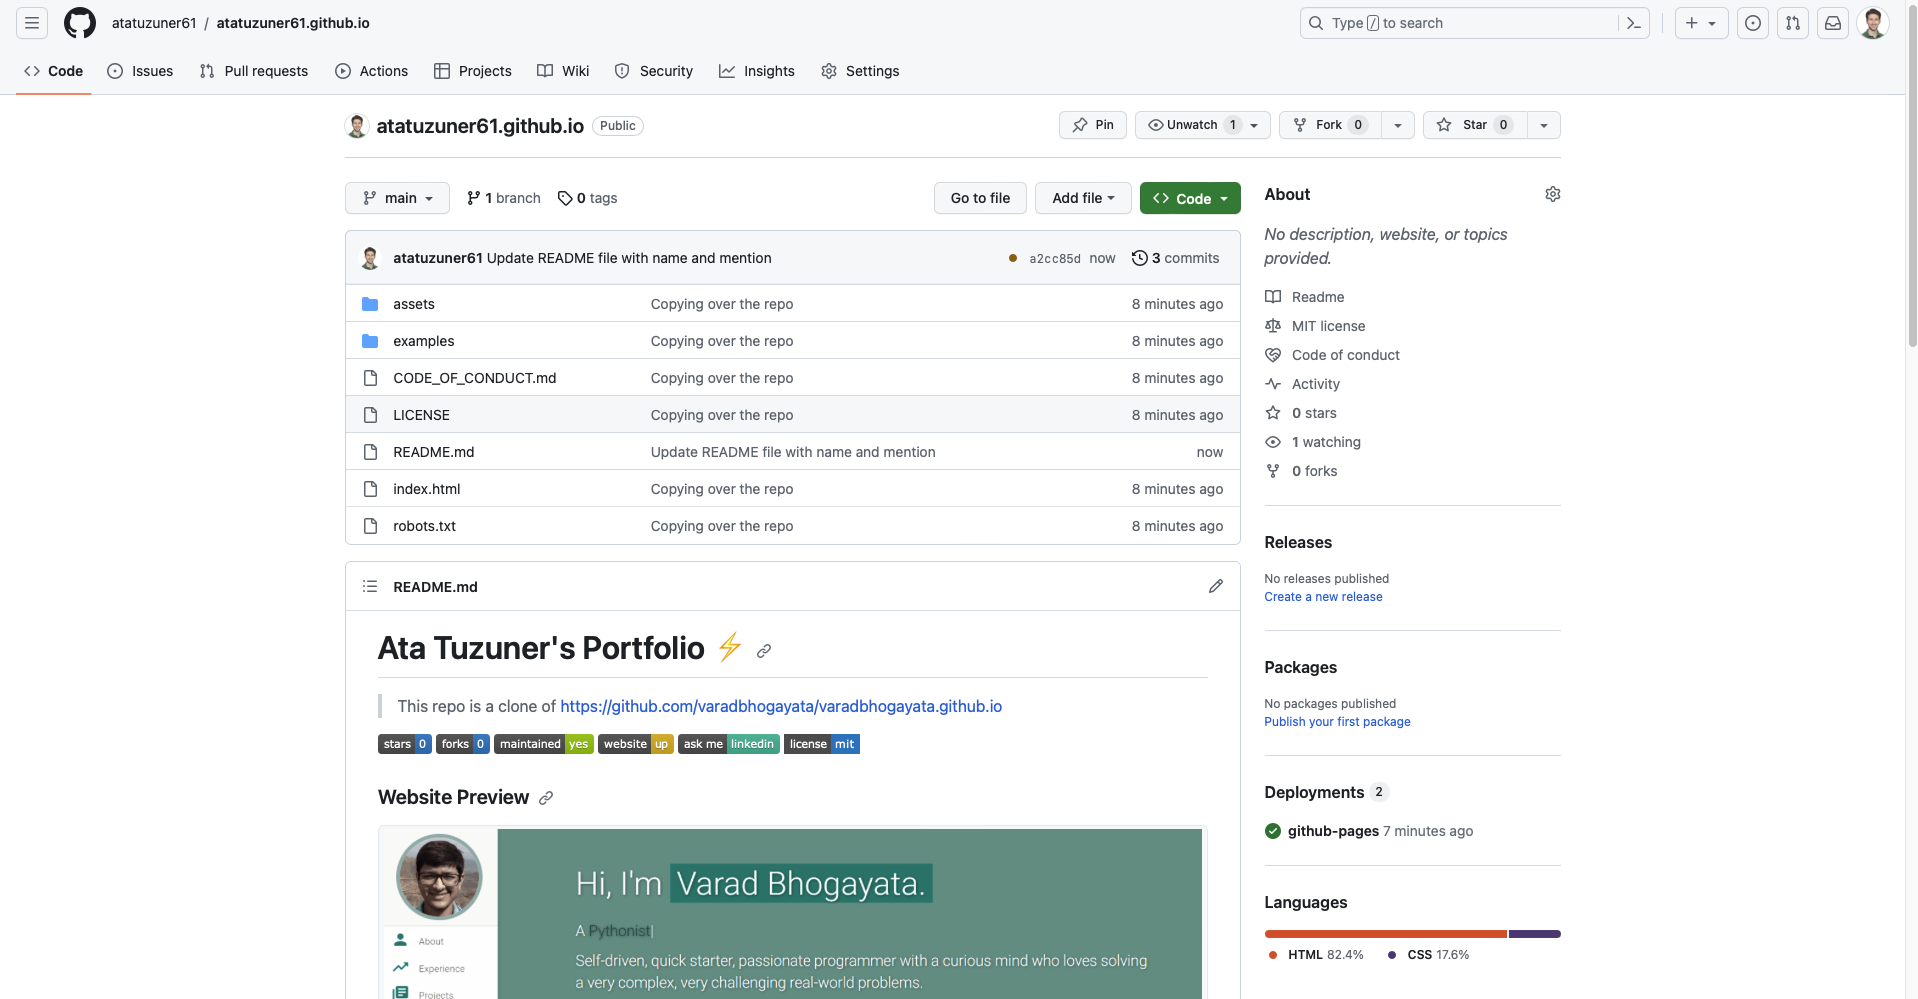 atatuzuner61 / atatuzuner61.github.io
Type / to search
Code Issues Pull requests Actions Projects Wiki Security Insights Settings
atatuzuner61.github.io Public
Pin Unwatch 1 Fork 0 Star 0
main 1 branch 0 tags Go to file Add file Code
atatuzuner61 Update README file with name and mention a2cc85d now 3 commits
assets Copying over the repo 8 minutes ago
examples Copying over the repo 8 minutes ago
CODE_OF_CONDUCT.md Copying over the repo 8 minutes ago
LICENSE Copying over the repo 8 minutes ago
README.md Update README file with name and mention now
index.html Copying over the repo 8 minutes ago
robots.txt Copying over the repo 8 minutes ago
README.md
Ata Tuzuner's Portfolio ⚡
This repo is a clone of https://github.com/varadbhogayata/varadbhogayata.github.io
stars 0 forks 0 maintained yes website up ask me linkedin license mit
Website Preview
Hi, I'm Varad Bhogayata.
A Pythonist|
Self-driven, quick starter, passionate programmer with a curious mind who loves solving
a very complex, very challenging real-world problems.
About
Experience
Projects
About
No description, website, or topics
provided.
Readme
MIT license
Code of conduct
Activity
0 stars
1 watching
0 forks
Releases
No releases published
Create a new release
Packages
No packages published
Publish your first package
Deployments 2
github-pages 7 minutes ago
Languages
HTML 82.4% CSS 17.6%